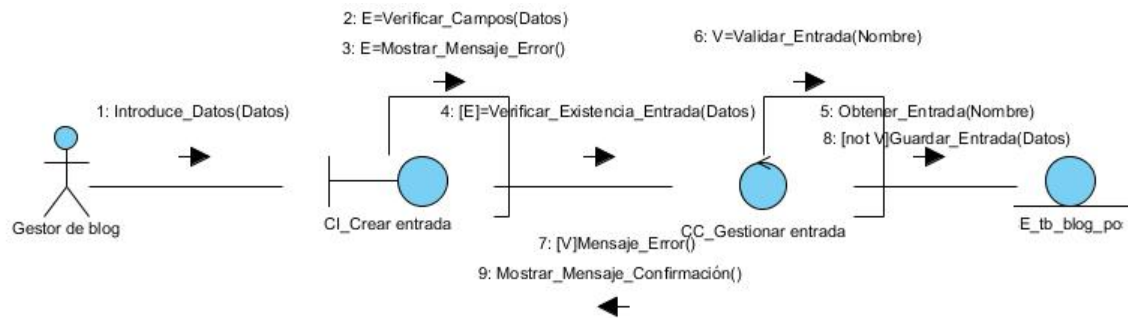 2: E=Verificar_Campos(Datos)
3: E=Mostrar_Mensaje_Error()
6: V=Validar_Entrada(Nombre)
1: Introduce_Datos(Datos)
4: [E]=Verificar_Existencia_Entrada(Datos)
5: Obtener_Entrada(Nombre)
8: [not V]Guardar_Entrada(Datos)
Gestor de blog
CI_Crear entrada
CC_Gestionar entrada
E_tb_blog_pos
7: [V]Mensaje_Error()
9: Mostrar_Mensaje_Confirmación()